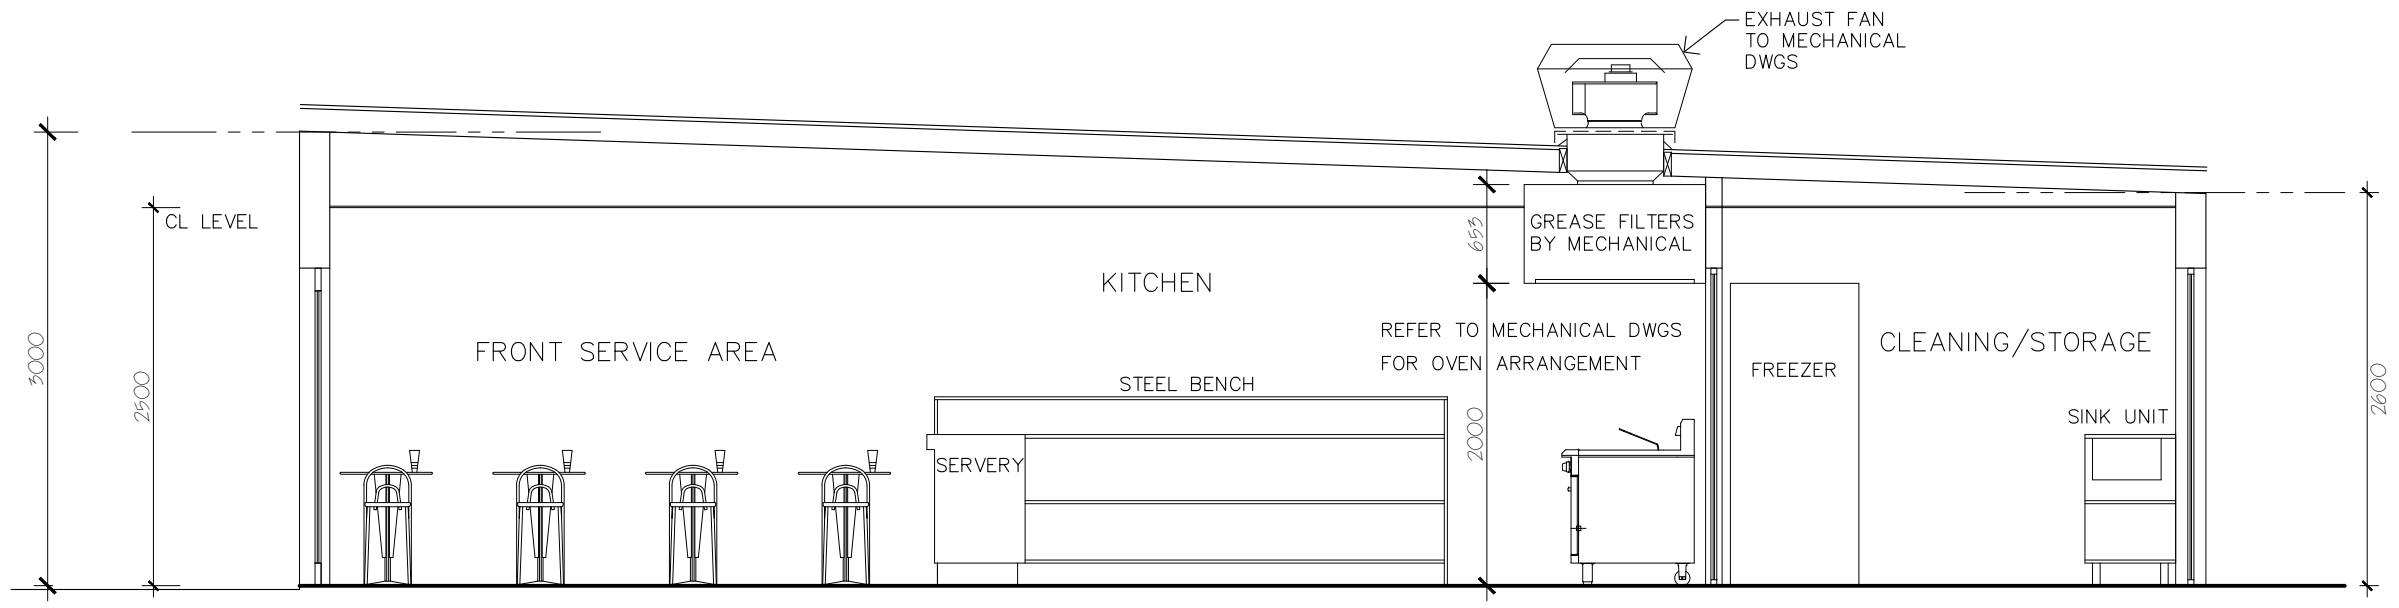 EXHAUST FAN
TO MECHANICAL
DWGS
CL LEVEL
GREASE FILTERS
BY MECHANICAL
653
KITCHEN
REFER TO MECHANICAL DWGS
FOR OVEN ARRANGEMENT
FRONT SERVICE AREA
CLEANING/STORAGE
3000
2500
STEEL BENCH
FREEZER
2600
SINK UNIT
2000
SERVERY